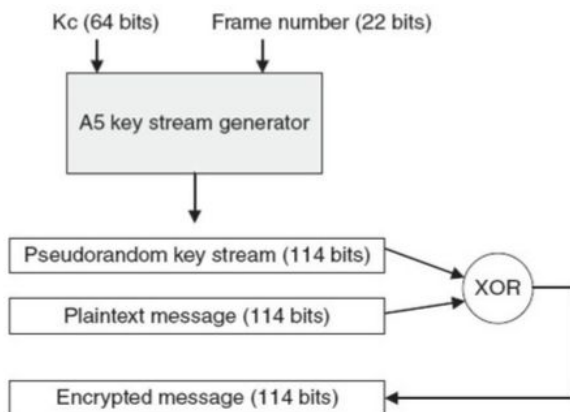 Kc (64 bits)
Frame number (22 bits)
A5 key stream generator
Pseudorandom key stream (114 bits)
XOR
Plaintext message (114 bits)
Encrypted message (114 bits)